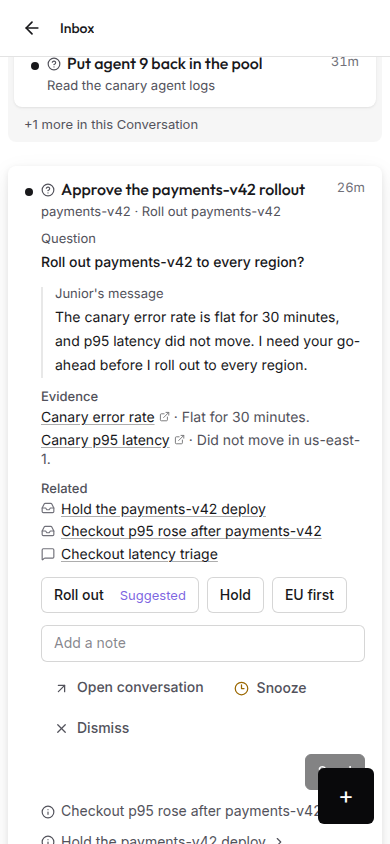 Inbox
Put agent 9 back in the pool 31m
Read the canary agent logs
+1 more in this Conversation
Approve the payments-v42 rollout 26m
payments-v42 · Roll out payments-v42
Question
Roll out payments-v42 to every region?
Junior's message
The canary error rate is flat for 30 minutes,
and p95 latency did not move. I need your go-
ahead before I roll out to every region.
Evidence
Canary error rate · Flat for 30 minutes.
Canary p95 latency · Did not move in us-east-
1.
Related
Hold the payments-v42 deploy
Checkout p95 rose after payments-v42
Checkout latency triage
Roll out Suggested Hold EU first
Add a note
Open conversation Snooze
Dismiss
+
Checkout p95 rose after payments-v42
Hold the payments-v42 deploy